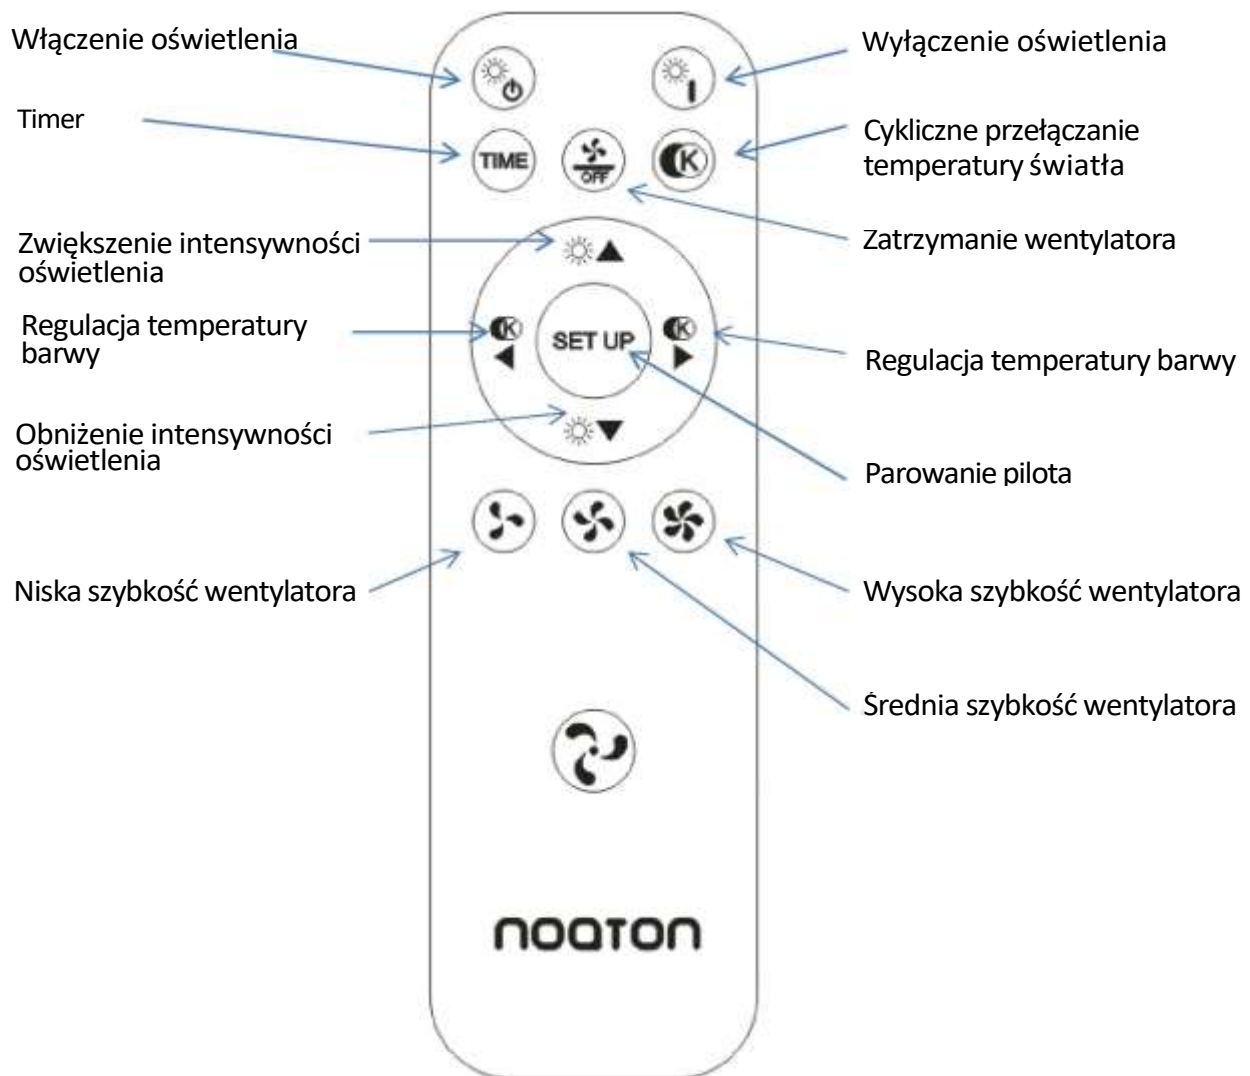 Włączenie oświetlenia
Wyłączenie oświetlenia
Timer
TIME
OFF
K
Cykliczne przełączanie
temperatury światła
Zwiększenie intensywności
oświetlenia
Zatrzymanie wentylatora
Regulacja temperatury
barwy
K
SET UP
K
Regulacja temperatury barwy
Obniżenie intensywności
oświetlenia
Parowanie pilota
Niska szybkość wentylatora
Wysoka szybkość wentylatora
Średnia szybkość wentylatora
noaton